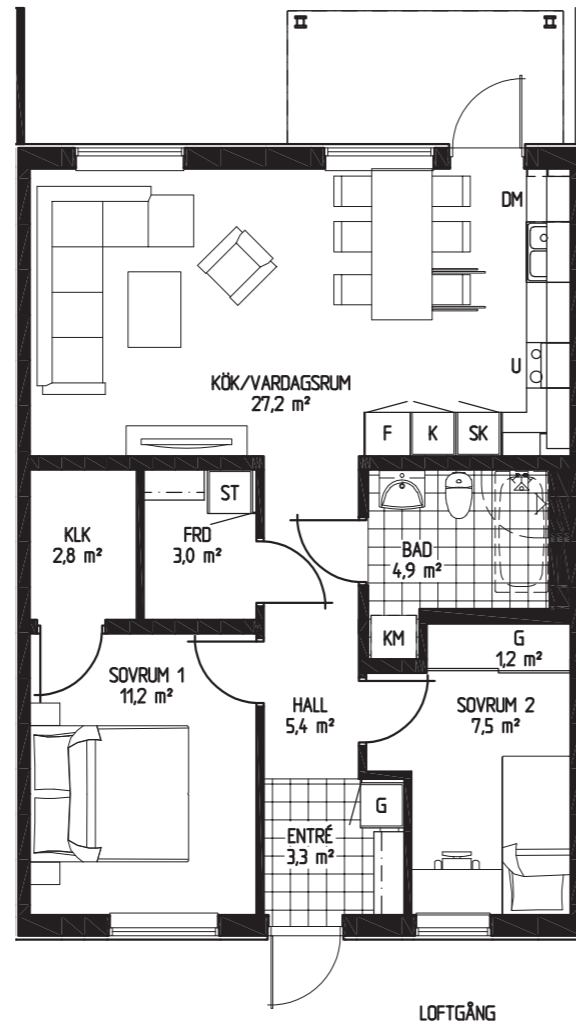 DM
U
KÖK/VARDAGSRUM
27,2 m²
F K SK
ST
KLK
2,8 m²
FRD
3,0 m²
BAD
4,9 m²
KM
G
1,2 m²
SOVRUM 1
11,2 m²
HALL
5,4 m²
SOVRUM 2
7,5 m²
G
ENTRÉ
3,3 m²
LOFTGÅNG